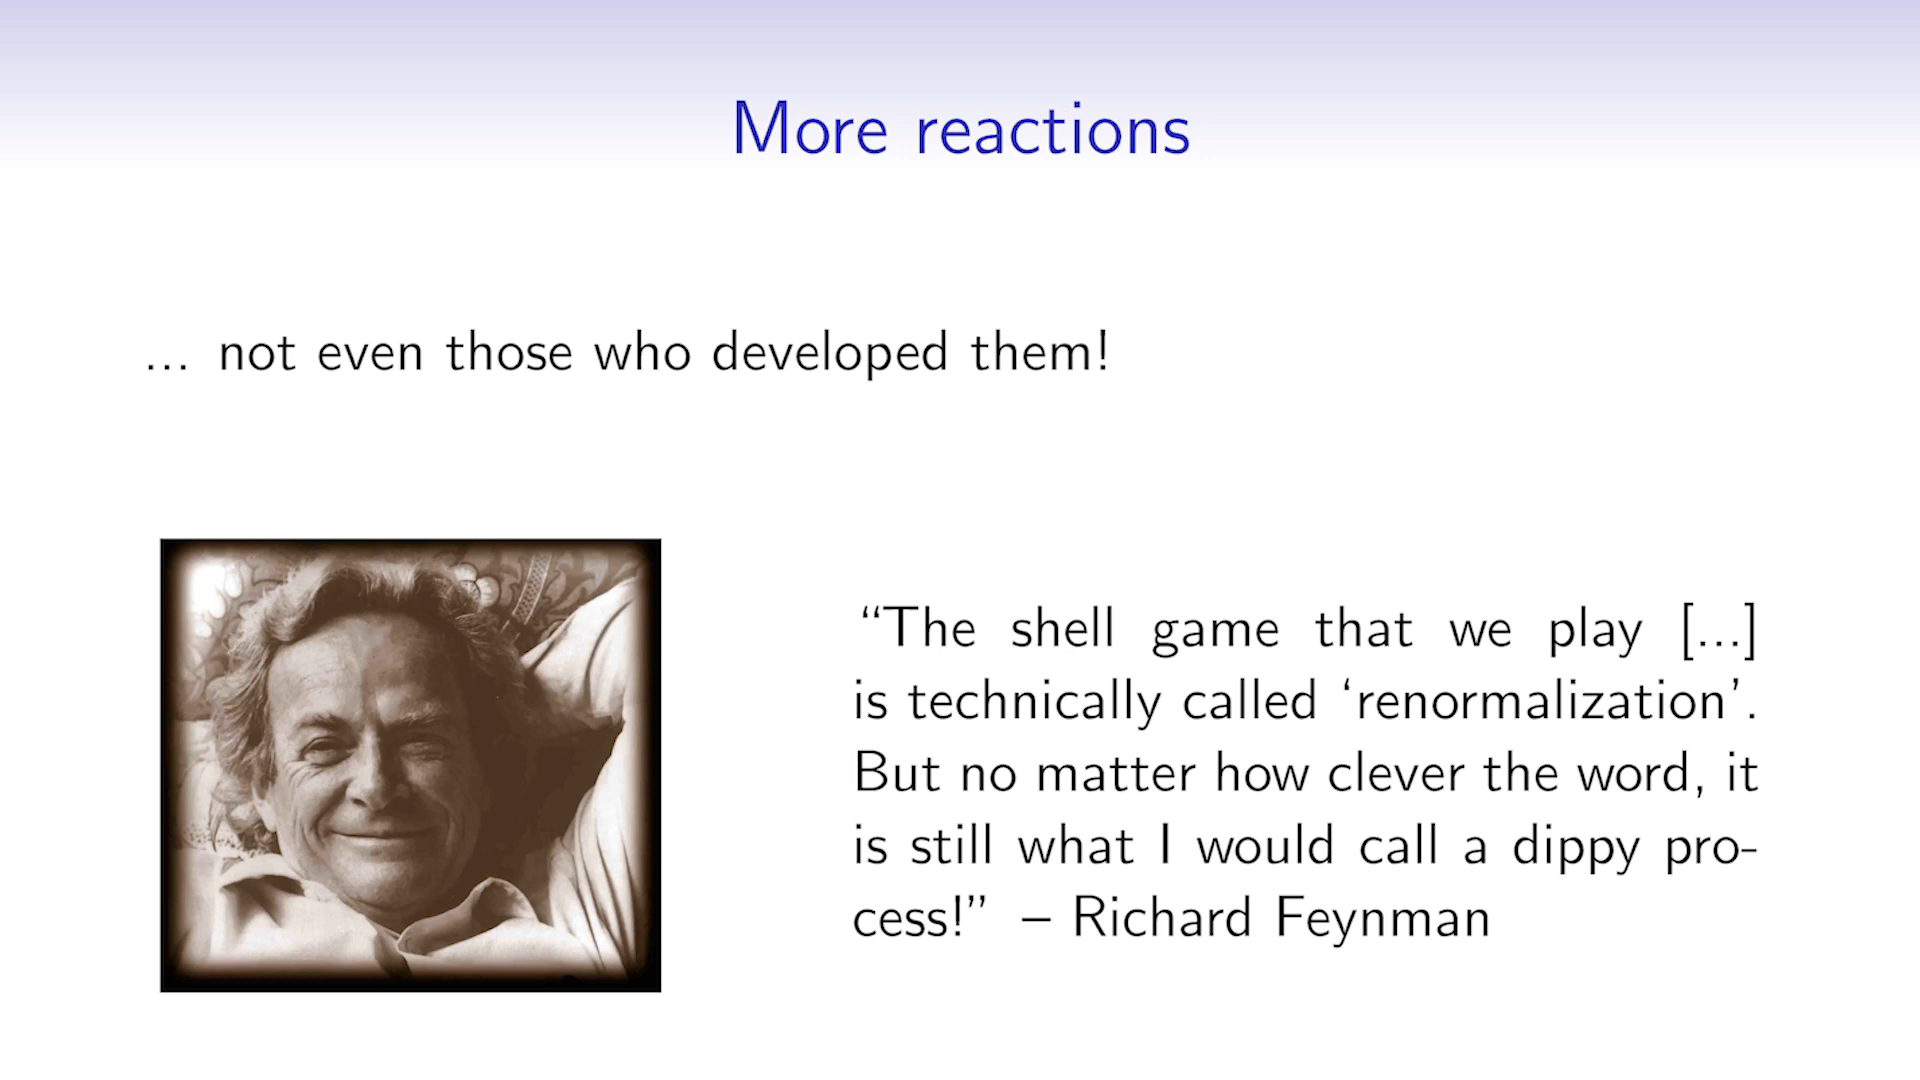 More reactions
... not even those who developed them!
“The shell game that we play [...]
is technically called ‘renormalization’.
But no matter how clever the word, it
is still what I would call a dippy pro-
cess!” – Richard Feynman